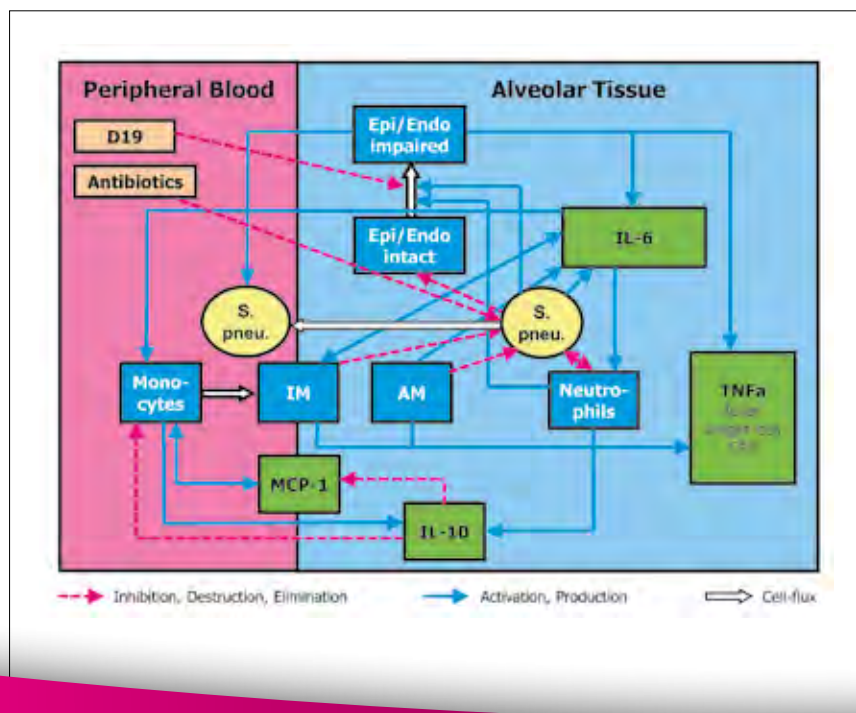 Peripheral Blood
Alveolar Tissue
D19
Antibiotics
Epi/Endo
impaired
Epi/Endo
intact
IL-6
S.
pneu.
S.
pneu.
Mono-
cytes
IM
AM
Neutro-
phils
TNFa
fever
MCP-1
IL-10
Inhibition, Destruction, Elimination
Activation, Production
Cell-flux